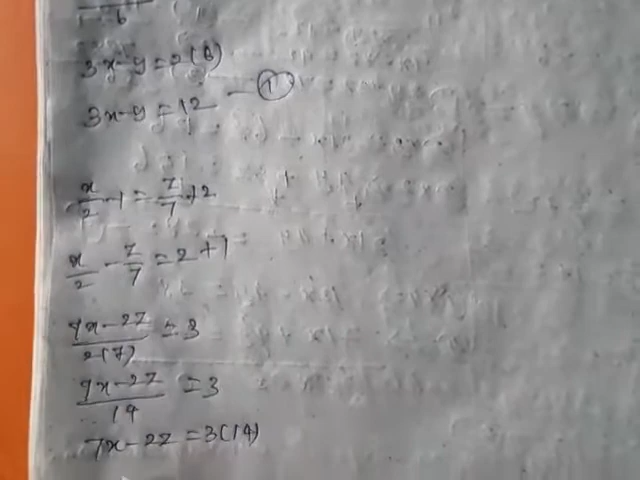 6
3x-y=2(6)
3x-y=12 - ①
x/2 - 1 = z/7 + 2
x/2 - z/7 = 2+1
7x-2z/2(7) = 3
7x-2z/14 = 3
7x-2z=3(14)